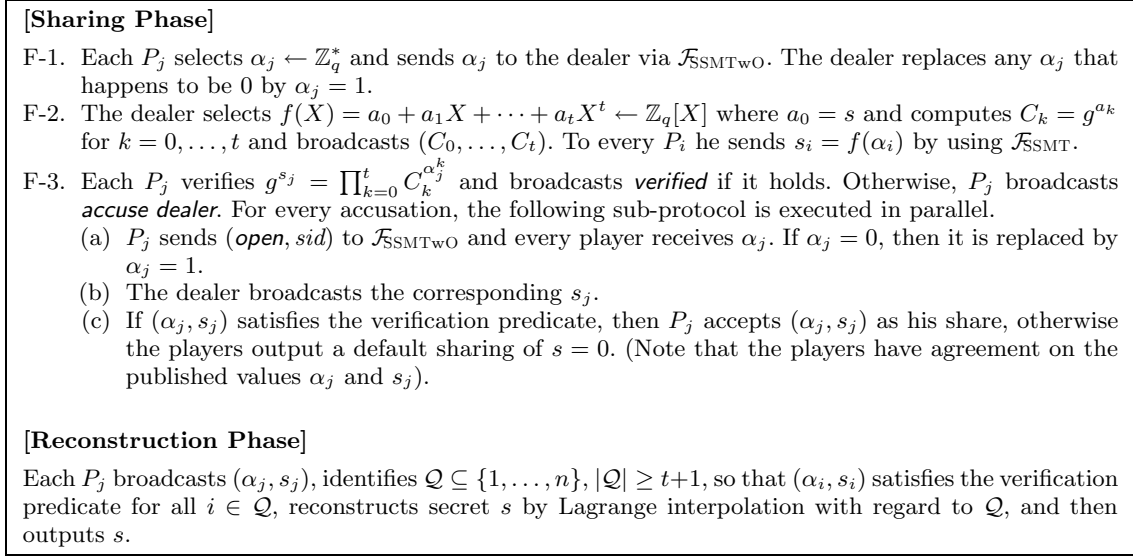 [Sharing Phase]
F-1. Each P_j selects α_j ← ℤ_q^* and sends α_j to the dealer via 𝓕_SSMTwO. The dealer replaces any α_j that
happens to be 0 by α_j = 1.
F-2. The dealer selects f(X) = a_0 + a_1X + ⋯ + a_tX^t ← ℤ_q[X] where a_0 = s and computes C_k = g^{a_k}
for k = 0, . . . , t and broadcasts (C_0, . . . , C_t). To every P_i he sends s_i = f(α_i) by using 𝓕_SSMT.
F-3. Each P_j verifies g^{s_j} = ∏_{k=0}^{t} C_k^{α_j^k} and broadcasts verified if it holds. Otherwise, P_j broadcasts
accuse dealer. For every accusation, the following sub-protocol is executed in parallel.
(a) P_j sends (open, sid) to 𝓕_SSMTwO and every player receives α_j. If α_j = 0, then it is replaced by
α_j = 1.
(b) The dealer broadcasts the corresponding s_j.
(c) If (α_j, s_j) satisfies the verification predicate, then P_j accepts (α_j, s_j) as his share, otherwise
the players output a default sharing of s = 0. (Note that the players have agreement on the
published values α_j and s_j).
[Reconstruction Phase]
Each P_j broadcasts (α_j, s_j), identifies 𝒬 ⊆ {1, . . . , n}, |𝒬| ≥ t+1, so that (α_i, s_i) satisfies the verification
predicate for all i ∈ 𝒬, reconstructs secret s by Lagrange interpolation with regard to 𝒬, and then
outputs s.